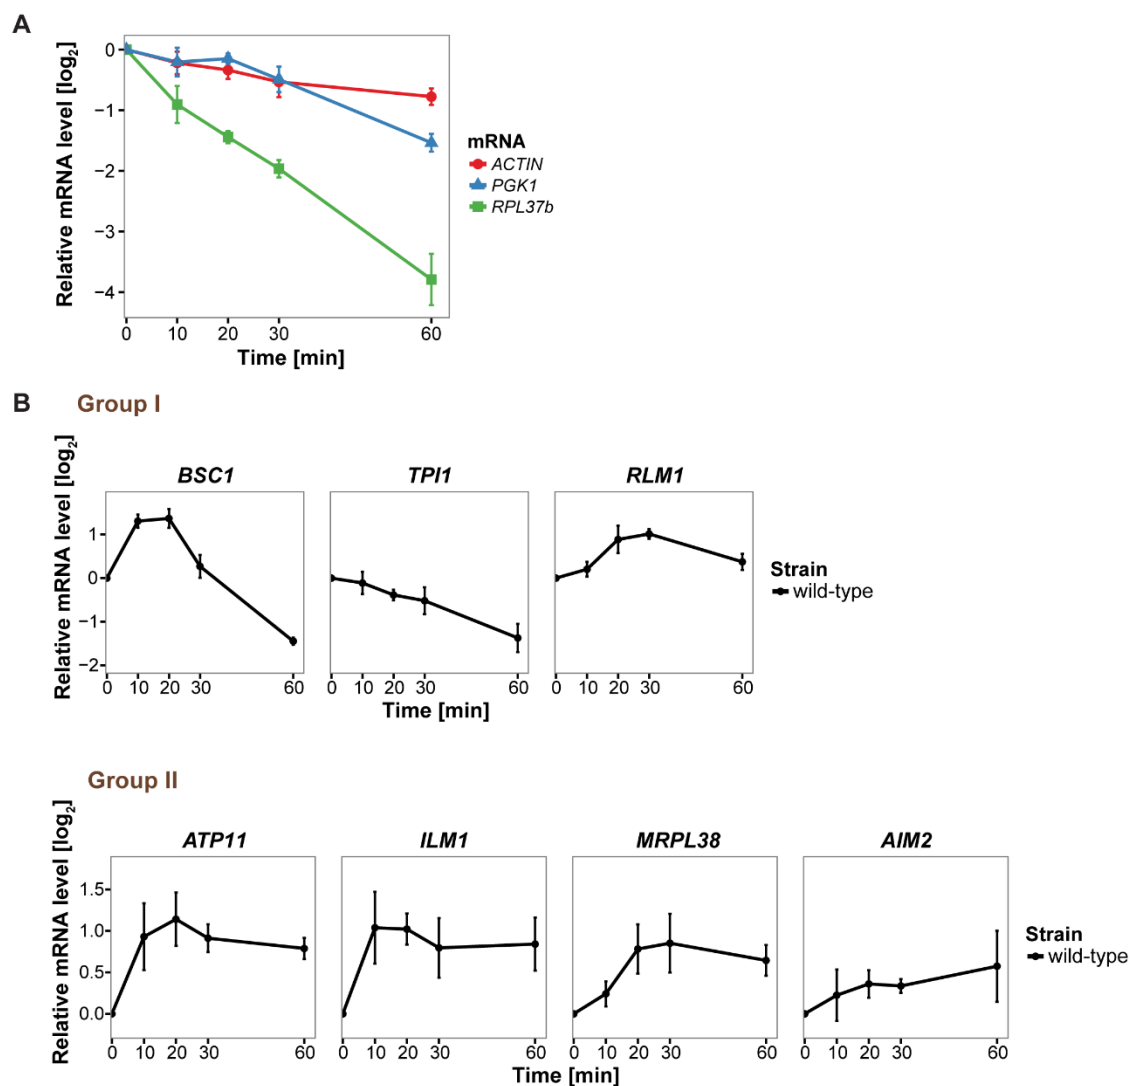 A
Relative mRNA level [log2]
0
−1
−2
−3
−4
0 10 20 30 60
Time [min]
mRNA
ACTIN
PGK1
RPL37b
B Group I
Relative mRNA level [log2]
BSC1 TPI1 RLM1
1
0
−1
−2
0 10 20 30 60 0 10 20 30 60 0 10 20 30 60
Time [min]
Strain
wild-type
Group II
Relative mRNA level [log2]
ATP11 ILM1 MRPL38 AIM2
1.5
1.0
0.5
0.0
0 10 20 30 60 0 10 20 30 60 0 10 20 30 60 0 10 20 30 60
Time [min]
Strain
wild-type